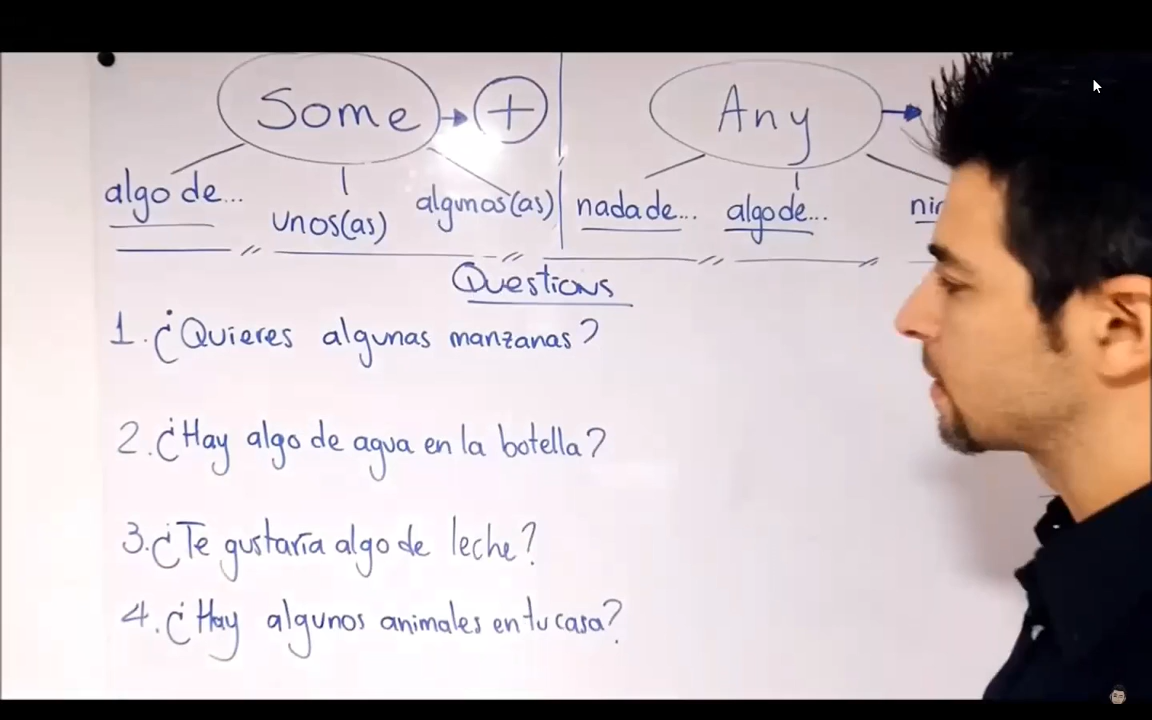 Some → +
Any →
algo de...
unos(as)
algunos(as)
nada de...
algo de...
Questions
1. ¿Quieres algunas manzanas?
2. ¿Hay algo de agua en la botella?
3. ¿Te gustaría algo de leche?
4. ¿Hay algunos animales en tu casa?